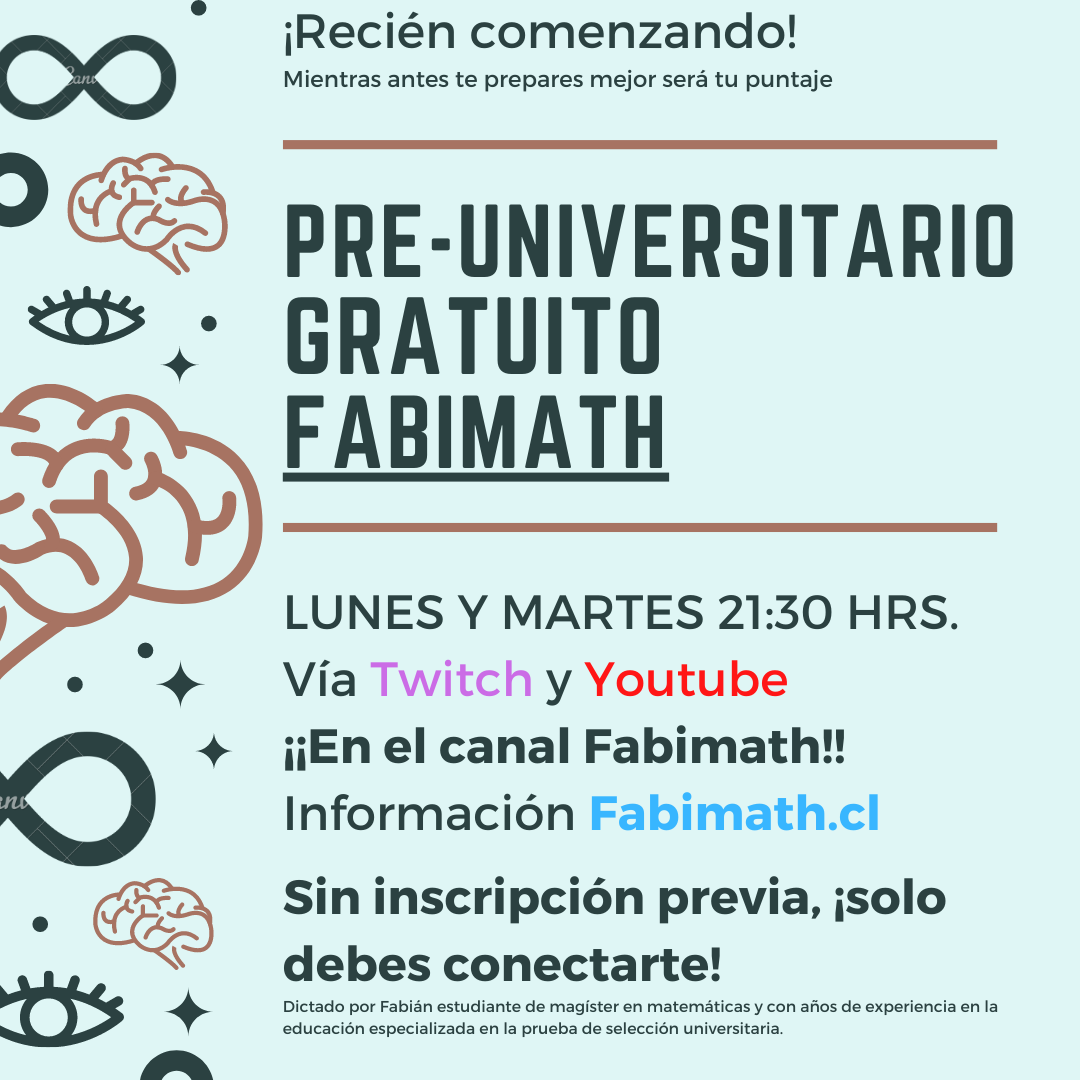 ¡Recién comenzando!
Mientras antes te prepares mejor será tu puntaje
PRE-UNIVERSITARIO
GRATUITO
FABIMATH
LUNES Y MARTES 21:30 HRS.
Vía Twitch y Youtube
¡¡En el canal Fabimath!!
Información Fabimath.cl
Sin inscripción previa, ¡solo
debes conectarte!
Dictado por Fabián estudiante de magíster en matemáticas y con años de experiencia en la
educación especializada en la prueba de selección universitaria.